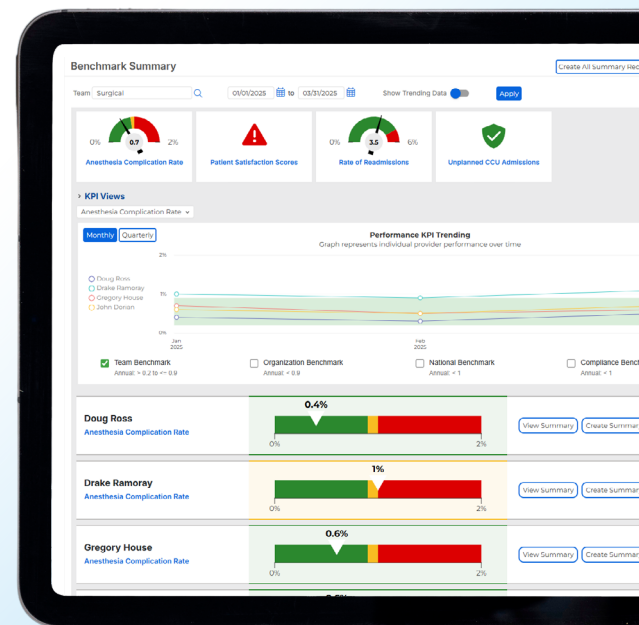 Benchmark Summary
Create All Summary Rec
Team Surgical 01/01/2025 to 03/31/2025 Show Trending Data Apply
0% 0.7 2%
Anesthesia Complication Rate
Patient Satisfaction Scores
0% 3.5 6%
Rate of Readmissions
Unplanned CCU Admissions
> KPI Views
Anesthesia Complication Rate
Monthly Quarterly
Performance KPI Trending
Graph represents individual provider performance over time
2%
1%
0%
Doug Ross
Drake Ramoray
Gregory House
John Dorian
Jan
2025
Feb
2025
Team Benchmark
Annual: > 0.2 to <= 0.9
Organization Benchmark
Annual: < 0.9
National Benchmark
Annual: < 1
Compliance Bench
Annual: < 1
Doug Ross
Anesthesia Complication Rate
0.4%
0% 2%
View Summary Create Summar
Drake Ramoray
Anesthesia Complication Rate
1%
0% 2%
View Summary Create Summar
Gregory House
Anesthesia Complication Rate
0.6%
0% 2%
View Summary Create Summar